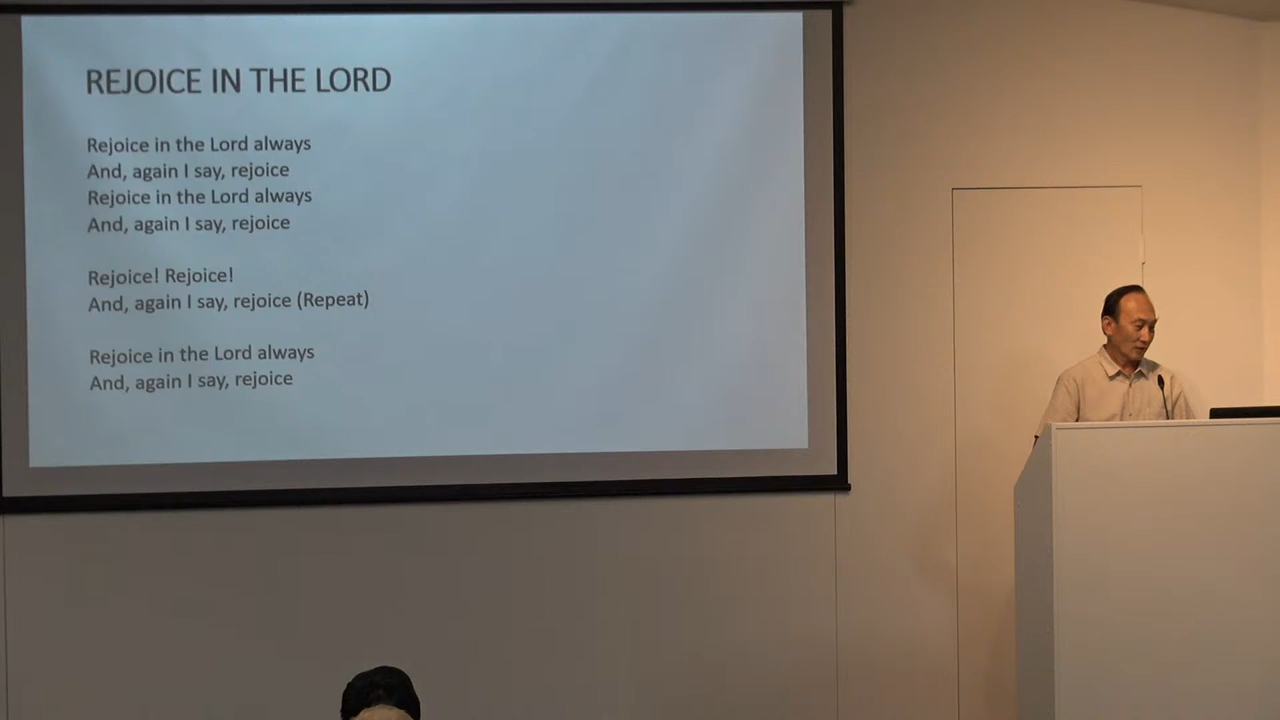 REJOICE IN THE LORD
Rejoice in the Lord always
And, again I say, rejoice
Rejoice in the Lord always
And, again I say, rejoice
Rejoice! Rejoice!
And, again I say, rejoice (Repeat)
Rejoice in the Lord always
And, again I say, rejoice